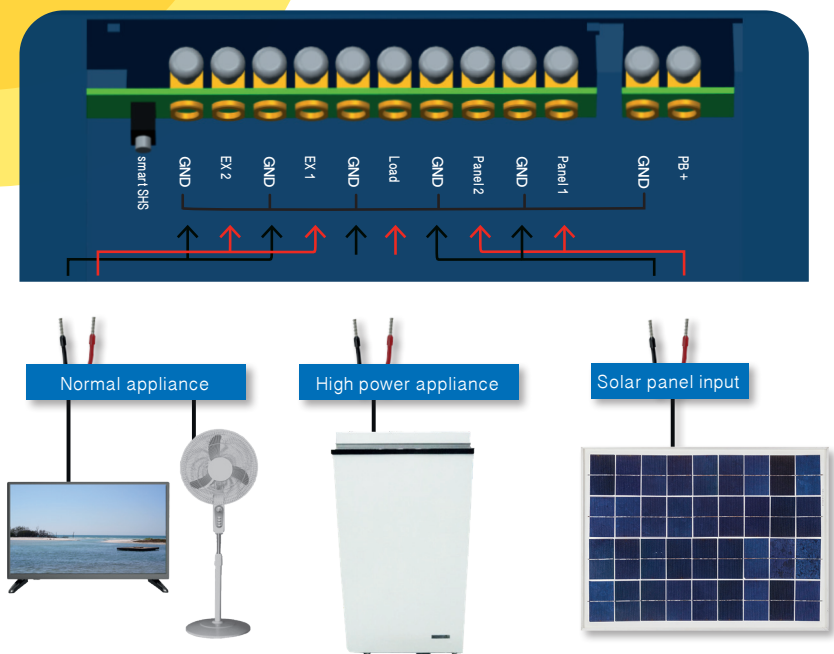 smart SHS
GND
EX 2
GND
EX 1
GND
Load
GND
Panel 2
GND
Panel 1
GND
PB +
Normal appliance
High power appliance
Solar panel input